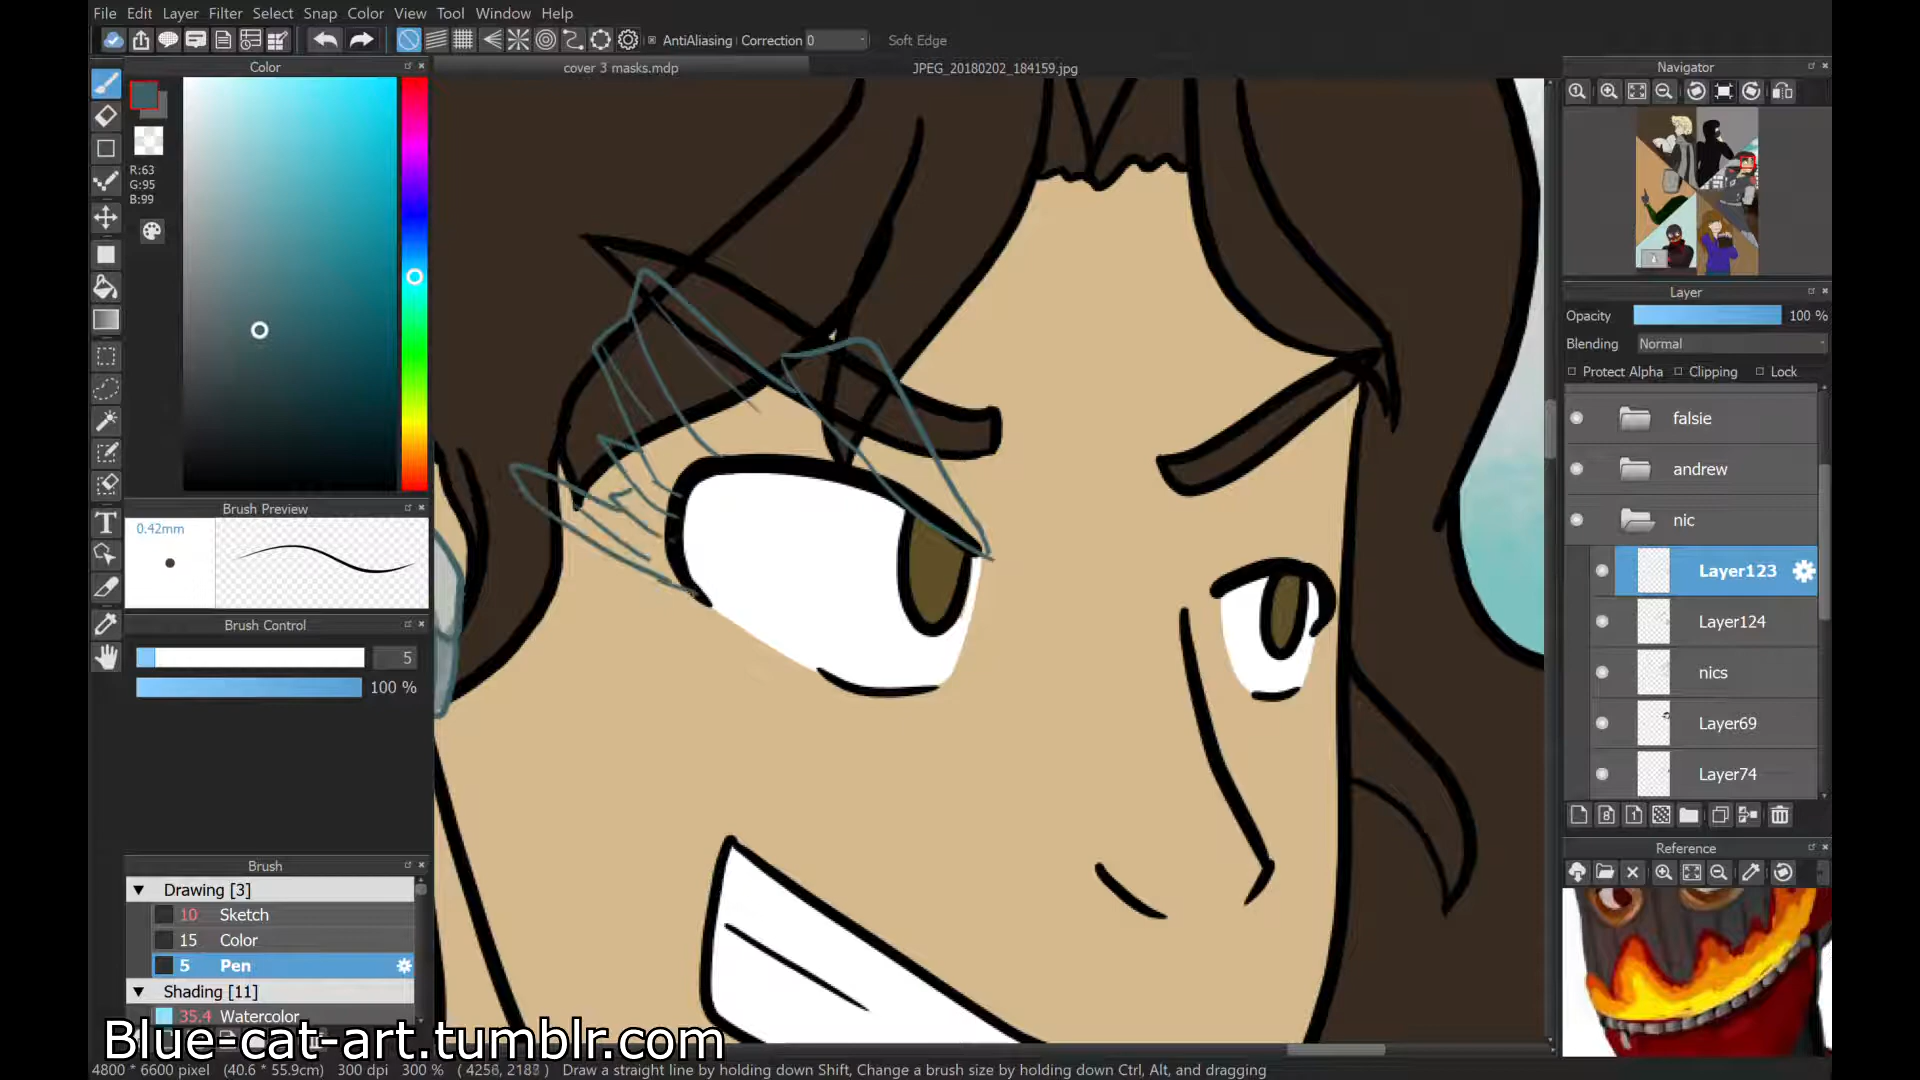 File Edit Layer Filter Select Snap Color View Tool Window Help
AntiAliasing Correction 0 Soft Edge
Color
cover 3 masks.mdp
JPEG_20180202_184159.jpg
Navigator
R:63
G:95
B:99
Layer
Opacity 100 %
Blending Normal
Protect Alpha Clipping Lock
falsie
andrew
nic
Layer123
Layer124
nics
Layer69
Layer74
Brush Preview
0.42mm
Brush Control
5
100 %
Reference
Brush
Drawing [3]
10 Sketch
15 Color
5 Pen
Shading [11]
35.4 Watercolor
Blue-cat-art.tumblr.com
4800 * 6600 pixel (40.6 * 55.9cm) 300 dpi 300 % Draw a straight line by holding down Shift, Change a brush size by holding down Ctrl, Alt, and dragging